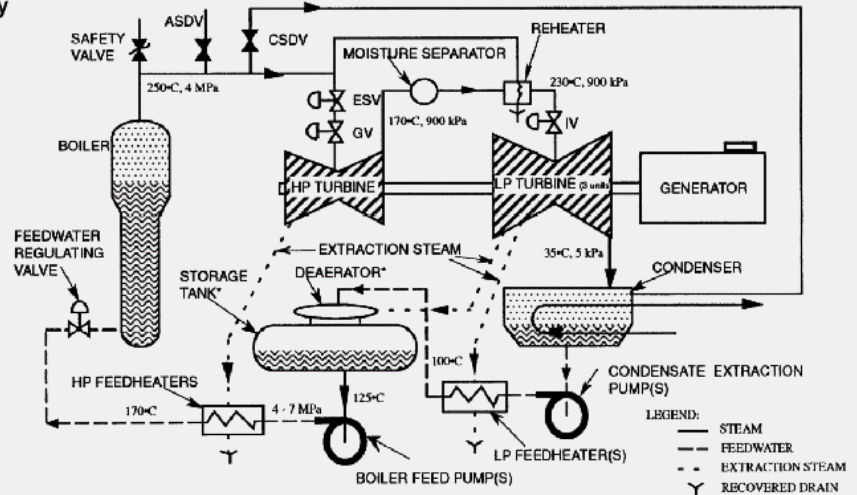 y
ASDV
SAFETY
VALVE
CSDV
REHEATER
MOISTURE SEPARATOR
250•C, 4 MPa
230•C, 900 kPa
ESV
170•C, 900 kPa
GV
IV
BOILER
HP TURBINE
LP TURBINE (3 units
GENERATOR
FEEDWATER
REGULATING
VALVE
EXTRACTION STEAM
35•C, 5 kPa
STORAGE
TANK*
DEAERATOR*
CONDENSER
100•C
HP FEEDHEATERS
CONDENSATE EXTRACTION
PUMP(S)
170•C
4 - 7 MPa
125•C
LEGEND:
STEAM
FEEDWATER
EXTRACTION STEAM
RECOVERED DRAIN
LP FEEDHEATER(S)
BOILER FEED PUMP(S)